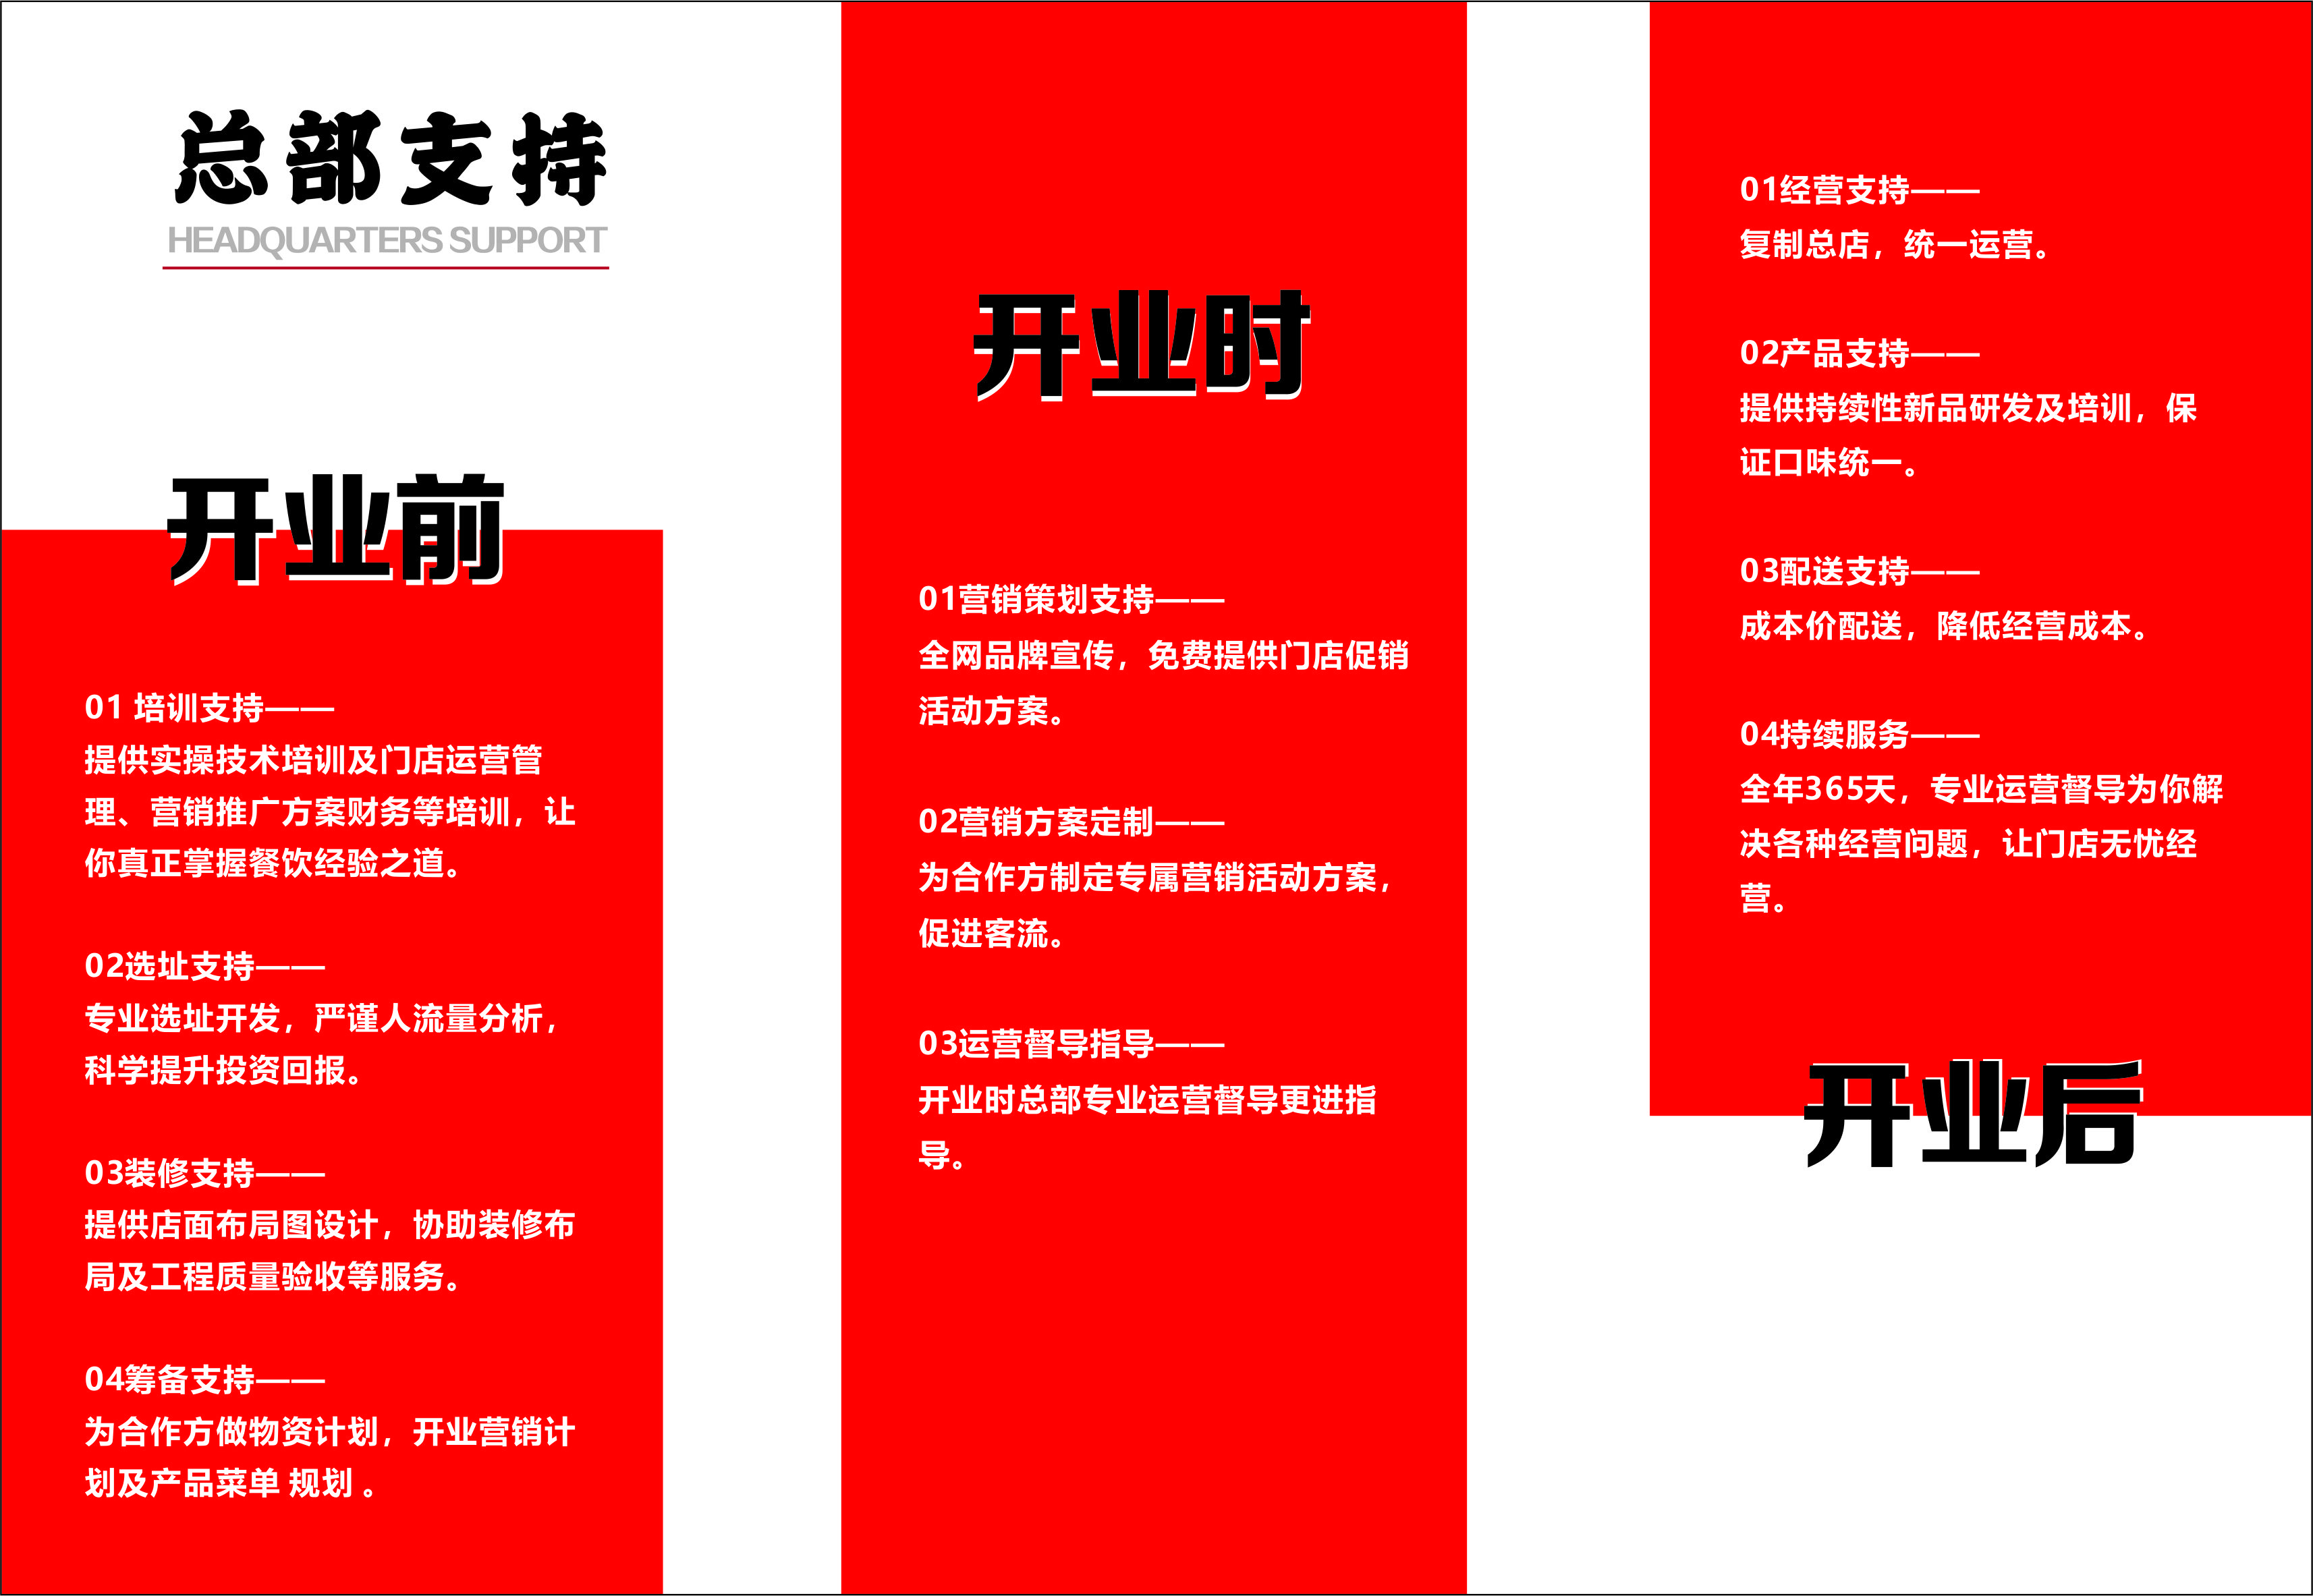 总部支持
HEADQUARTERS SUPPORT
开业前
01 培训支持——
提供实操技术培训及门店运营管
理、营销推广方案财务等培训，让
你真正掌握餐饮经验之道。
02选址支持——
专业选址开发，严谨人流量分析，
科学提升投资回报。
03装修支持——
提供店面布局图设计，协助装修布
局及工程质量验收等服务。
04筹备支持——
为合作方做物资计划，开业营销计
划及产品菜单 规划 。
开业时
01营销策划支持——
全网品牌宣传，免费提供门店促销
活动方案。
02营销方案定制——
为合作方制定专属营销活动方案，
促进客流。
03运营督导指导——
开业时总部专业运营督导更进指
导。
01经营支持——
复制总店，统一运营。
02产品支持——
提供持续性新品研发及培训，保
证口味统一。
03配送支持——
成本价配送，降低经营成本。
04持续服务——
全年365天，专业运营督导为你解
决各种经营问题，让门店无忧经
营。
开业后